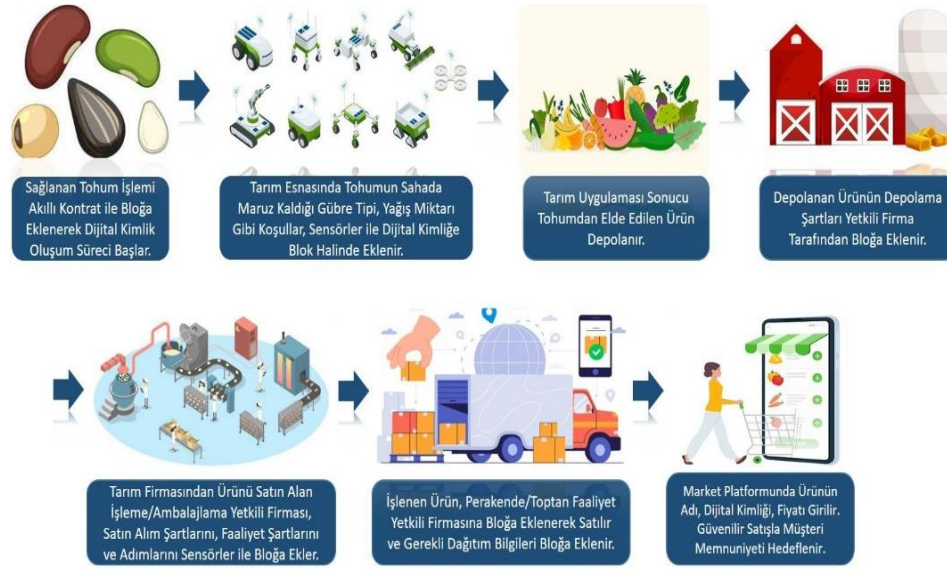 Sağlanan Tohum İşlemi
Akıllı Kontrat ile Bloğa
Eklenerek Dijital Kimlik
Oluşum Süreci Başlar.
Tarım Esnasında Tohumun Sahada
Maruz Kaldığı Gübre Tipi, Yağış Miktarı
Gibi Koşullar, Sensörler ile Dijital Kimliğe
Blok Halinde Eklenir.
Tarım Uygulaması Sonucu
Tohumdan Elde Edilen Ürün
Depolanır.
Depolanan Ürünün Depolama
Şartları Yetkili Firma
Tarafından Bloğa Eklenir.
Tarım Firmasından Ürünü Satın Alan
İşleme/Ambalajlama Yetkili Firması,
Satın Alım Şartlarını, Faaliyet Şartlarını
ve Adımlarını Sensörler ile Bloğa Ekler.
İşlenen Ürün, Perakende/Toptan Faaliyet
Yetkili Firmasına Bloğa Eklenerek Satılır
ve Gerekli Dağıtım Bilgileri Bloğa Eklenir.
Market Platformunda Ürünün
Adı, Dijital Kimliği, Fiyatı Girilir.
Güvenilir Satışla Müşteri
Memnuniyeti Hedeflenir.